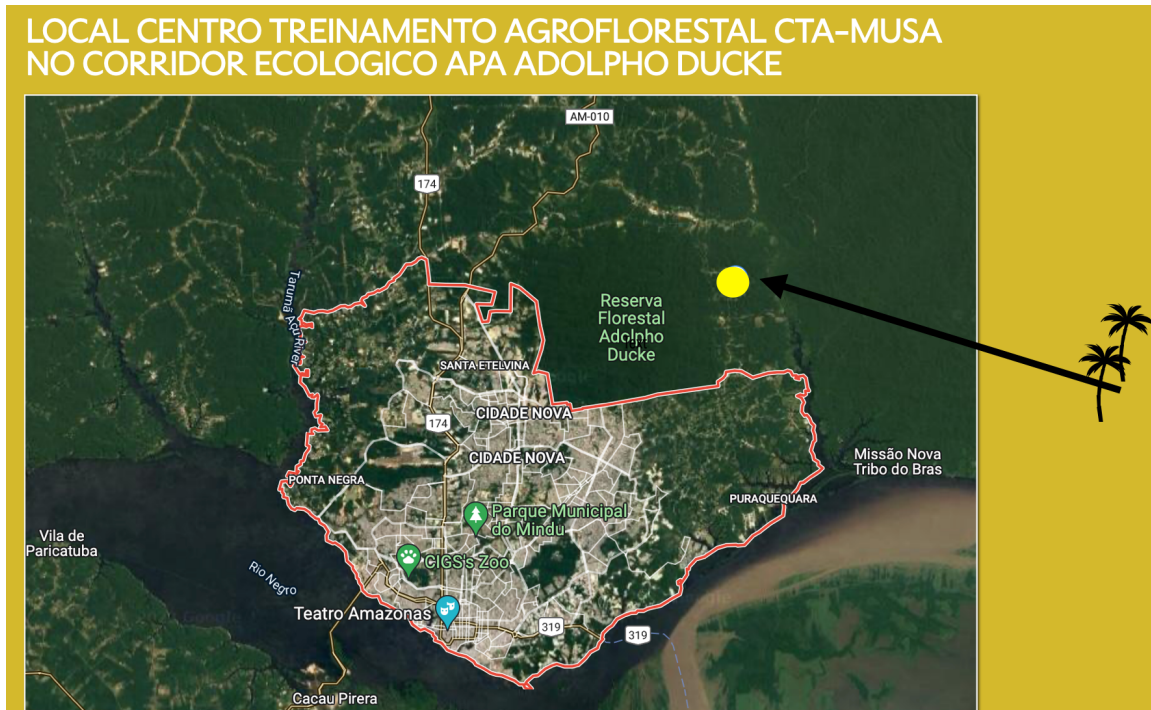 LOCAL CENTRO TREINAMENTO AGROFLORESTAL CTA-MUSA
NO CORRIDOR ECOLOGICO APA ADOLPHO DUCKE
AM-010
174
Tarumã Açu River
Reserva
Florestal
Adolpho
Ducke
SANTA ETELVINA
CIDADE NOVA
174
CIDADE NOVA
Missão Nova
Tribo do Bras
PONTA NEGRA
PURAQUEQUARA
Parque Municipal
do Mindu
Vila de
Paricatuba
CIGS's Zoo
Rio Negro
Teatro Amazonas
319
319
Cacau Pirera